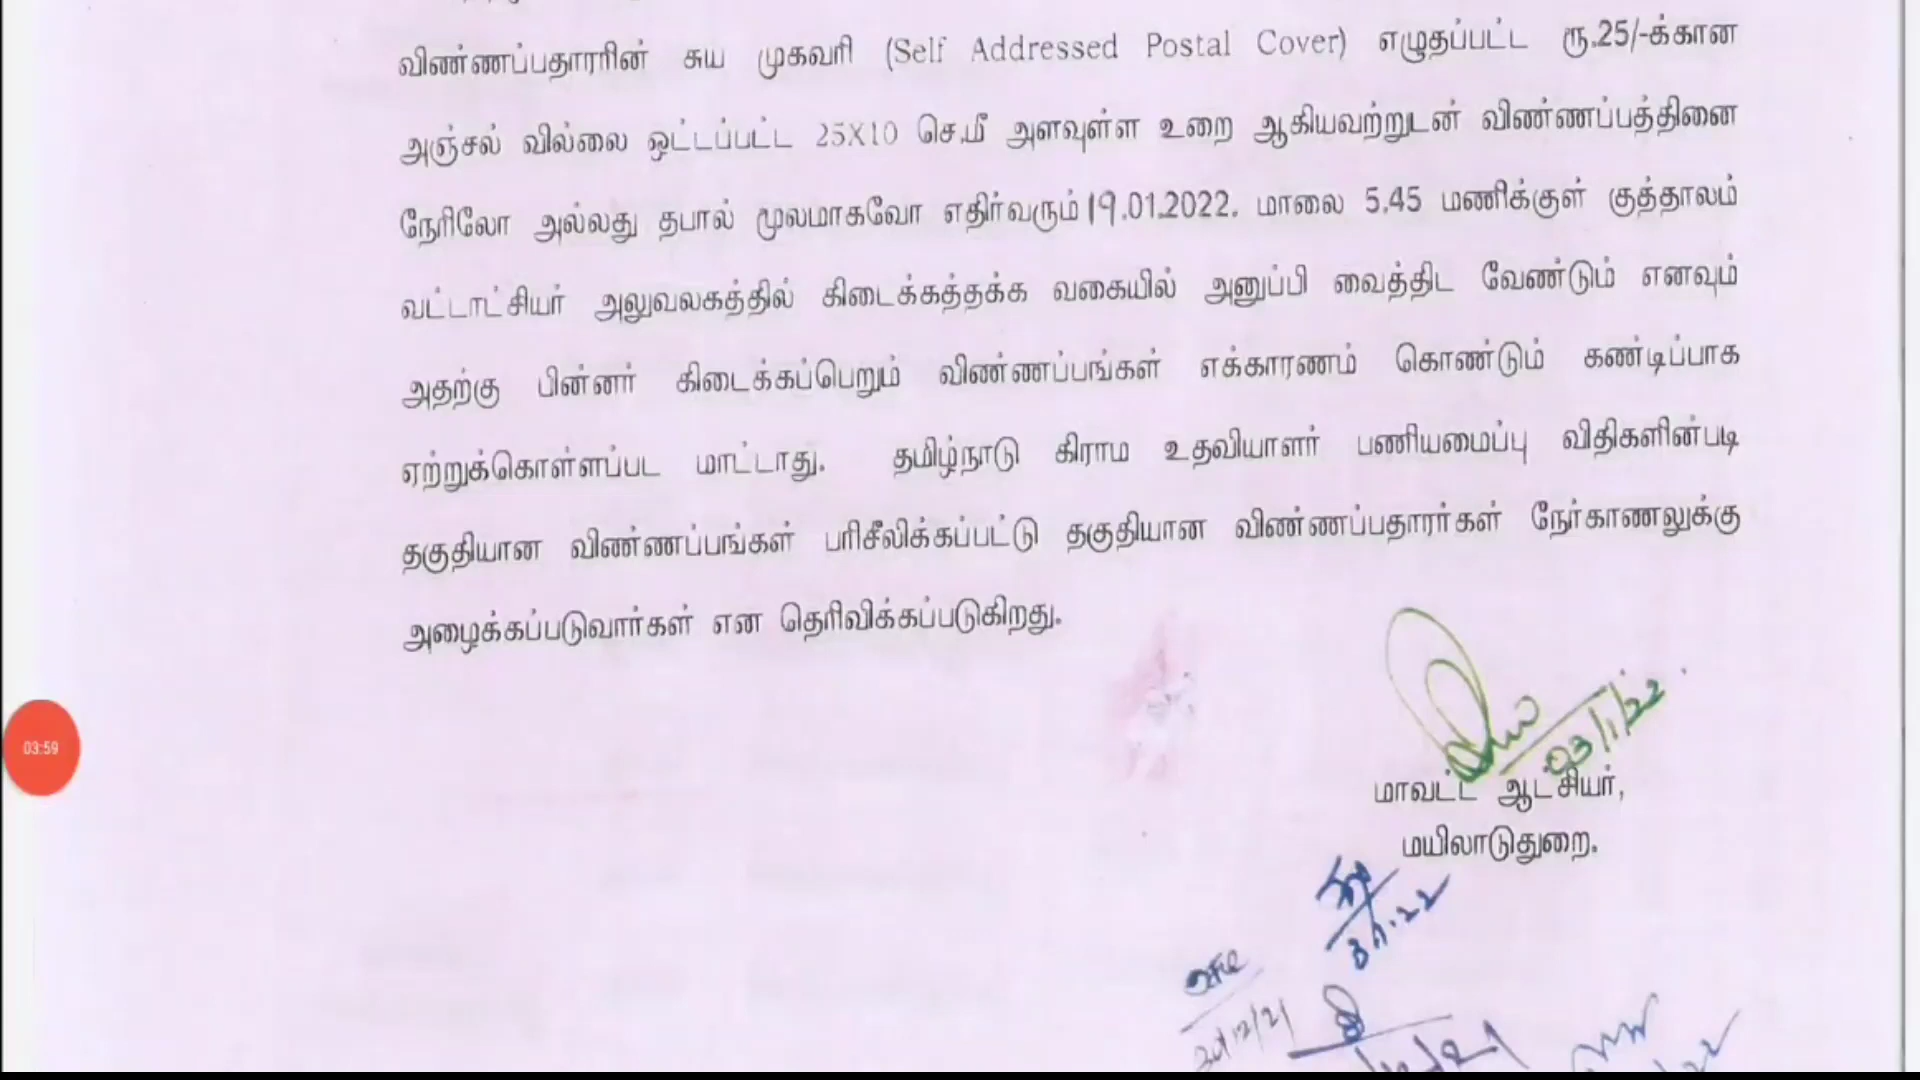 விண்ணப்பதாரரின் சுய முகவரி (Self Addressed Postal Cover) எழுதப்பட்ட ரூ.25/-க்கான
அஞ்சல் வில்லை ஒட்டப்பட்ட 25X10 செ.மீ அளவுள்ள உறை ஆகியவற்றுடன் விண்ணப்பத்தினை
நேரிலோ அல்லது தபால் மூலமாகவோ எதிர்வரும் 19.01.2022. மாலை 5.45 மணிக்குள் குத்தாலம்
வட்டாட்சியர் அலுவலகத்தில் கிடைக்கத்தக்க வகையில் அனுப்பி வைத்திட வேண்டும் எனவும்
அதற்கு பின்னர் கிடைக்கப்பெறும் விண்ணப்பங்கள் எக்காரணம் கொண்டும் கண்டிப்பாக
ஏற்றுக்கொள்ளப்பட மாட்டாது. தமிழ்நாடு கிராம உதவியாளர் பணியமைப்பு விதிகளின்படி
தகுதியான விண்ணப்பங்கள் பரிசீலிக்கப்பட்டு தகுதியான விண்ணப்பதாரர்கள் நேர்காணலுக்கு
அழைக்கப்படுவார்கள் என தெரிவிக்கப்படுகிறது.
03/1/22
மாவட்ட ஆட்சியர்,
மயிலாடுதுறை.
03:59